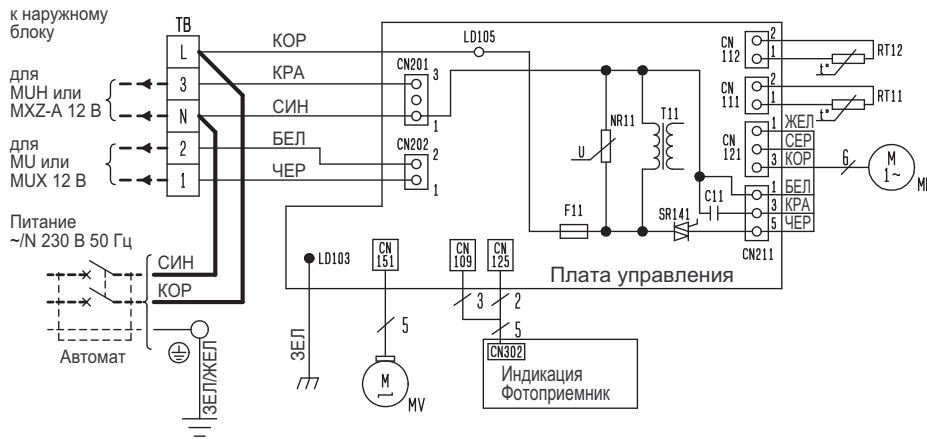 к наружному
блоку
TB
L
3
N
2
1
для
MUH или
MXZ-A 12 В
для
MU или
MUX 12 В
Питание
~/N 230 В 50 Гц
СИН
КОР
Автомат
ЗЕЛ/ЖЕЛ
КОР
КРА
СИН
БЕЛ
ЧЕР
LD105
CN201
3
1
CN202
2
1
NR11
U
T11
F11
SR141
C11
CN
112
2
1
t°
RT12
CN
111
2
1
t°
RT11
CN
121
1
3
ЖЕЛ
СЕР
КОР
6
M
1~
1
3
5
БЕЛ
КРА
ЧЕР
CN211
Плата управления
LD103
ЗЕЛ
CN
151
5
M
MV
CN
109
CN
125
3
2
5
CN302
Индикация
Фотоприемник